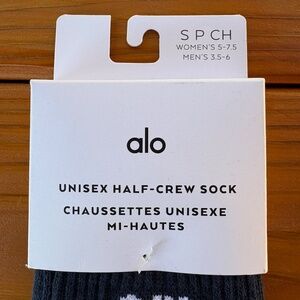 S P CH
WOMEN'S 5-7.5
MEN'S 3.5-6
alo
UNISEX HALF-CREW SOCK
CHAUSSETTES UNISEXE
MI-HAUTES